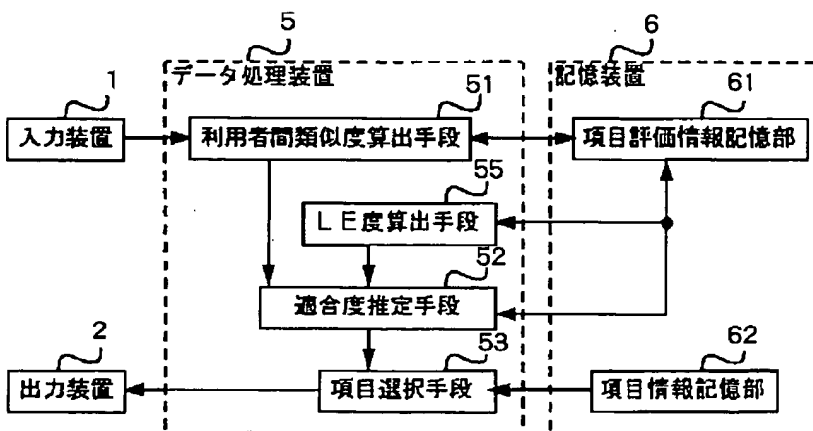 5
6
データ処理装置
記憶装置
1
51
61
入力装置
利用者間類似度算出手段
項目評価情報記憶部
55
LE度算出手段
52
適合度推定手段
2
53
62
出力装置
項目選択手段
項目情報記憶部